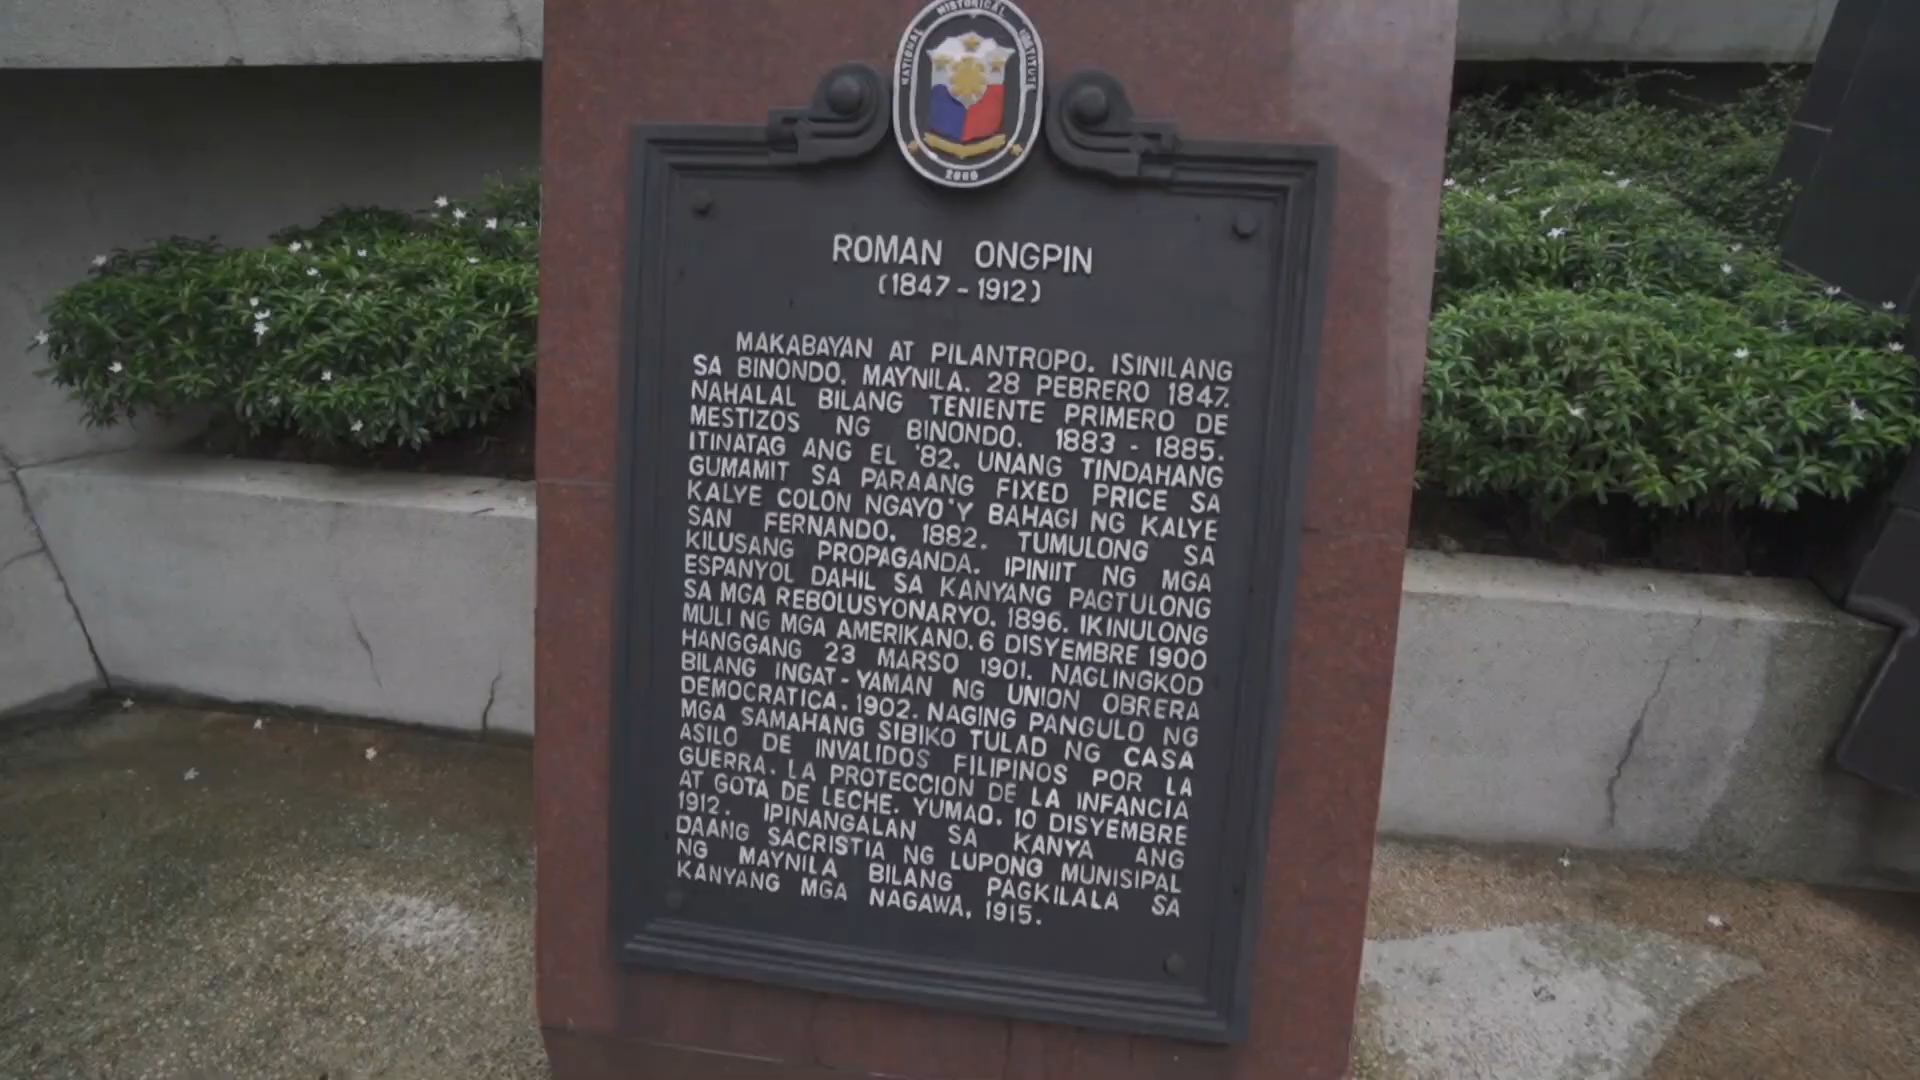 NATIONAL HISTORICAL INSTITUTE
2000
ROMAN ONGPIN
(1847 - 1912)
MAKABAYAN AT PILANTROPO. ISINILANG
SA BINONDO, MAYNILA, 28 PEBRERO 1847.
NAHALAL BILANG TENIENTE PRIMERO DE
MESTIZOS NG BINONDO, 1883 - 1885.
ITINATAG ANG EL '82, UNANG TINDAHANG
GUMAMIT SA PARAANG FIXED PRICE SA
KALYE COLON NGAYO'Y BAHAGI NG KALYE
SAN FERNANDO, 1882. TUMULONG SA
KILUSANG PROPAGANDA. IPINIIT NG MGA
ESPANYOL DAHIL SA KANYANG PAGTULONG
SA MGA REBOLUSYONARYO, 1896. IKINULONG
MULI NG MGA AMERIKANO, 6 DISYEMBRE 1900
HANGGANG 23 MARSO 1901. NAGLINGKOD
BILANG INGAT-YAMAN NG UNION OBRERA
DEMOCRATICA, 1902. NAGING PANGULO NG
MGA SAMAHANG SIBIKO TULAD NG CASA
ASILO DE INVALIDOS FILIPINOS POR LA
GUERRA, LA PROTECCION DE LA INFANCIA
AT GOTA DE LECHE. YUMAO, 10 DISYEMBRE
1912. IPINANGALAN SA KANYA ANG
DAANG SACRISTIA NG LUPONG MUNISIPAL
NG MAYNILA BILANG PAGKILALA SA
KANYANG MGA NAGAWA, 1915.